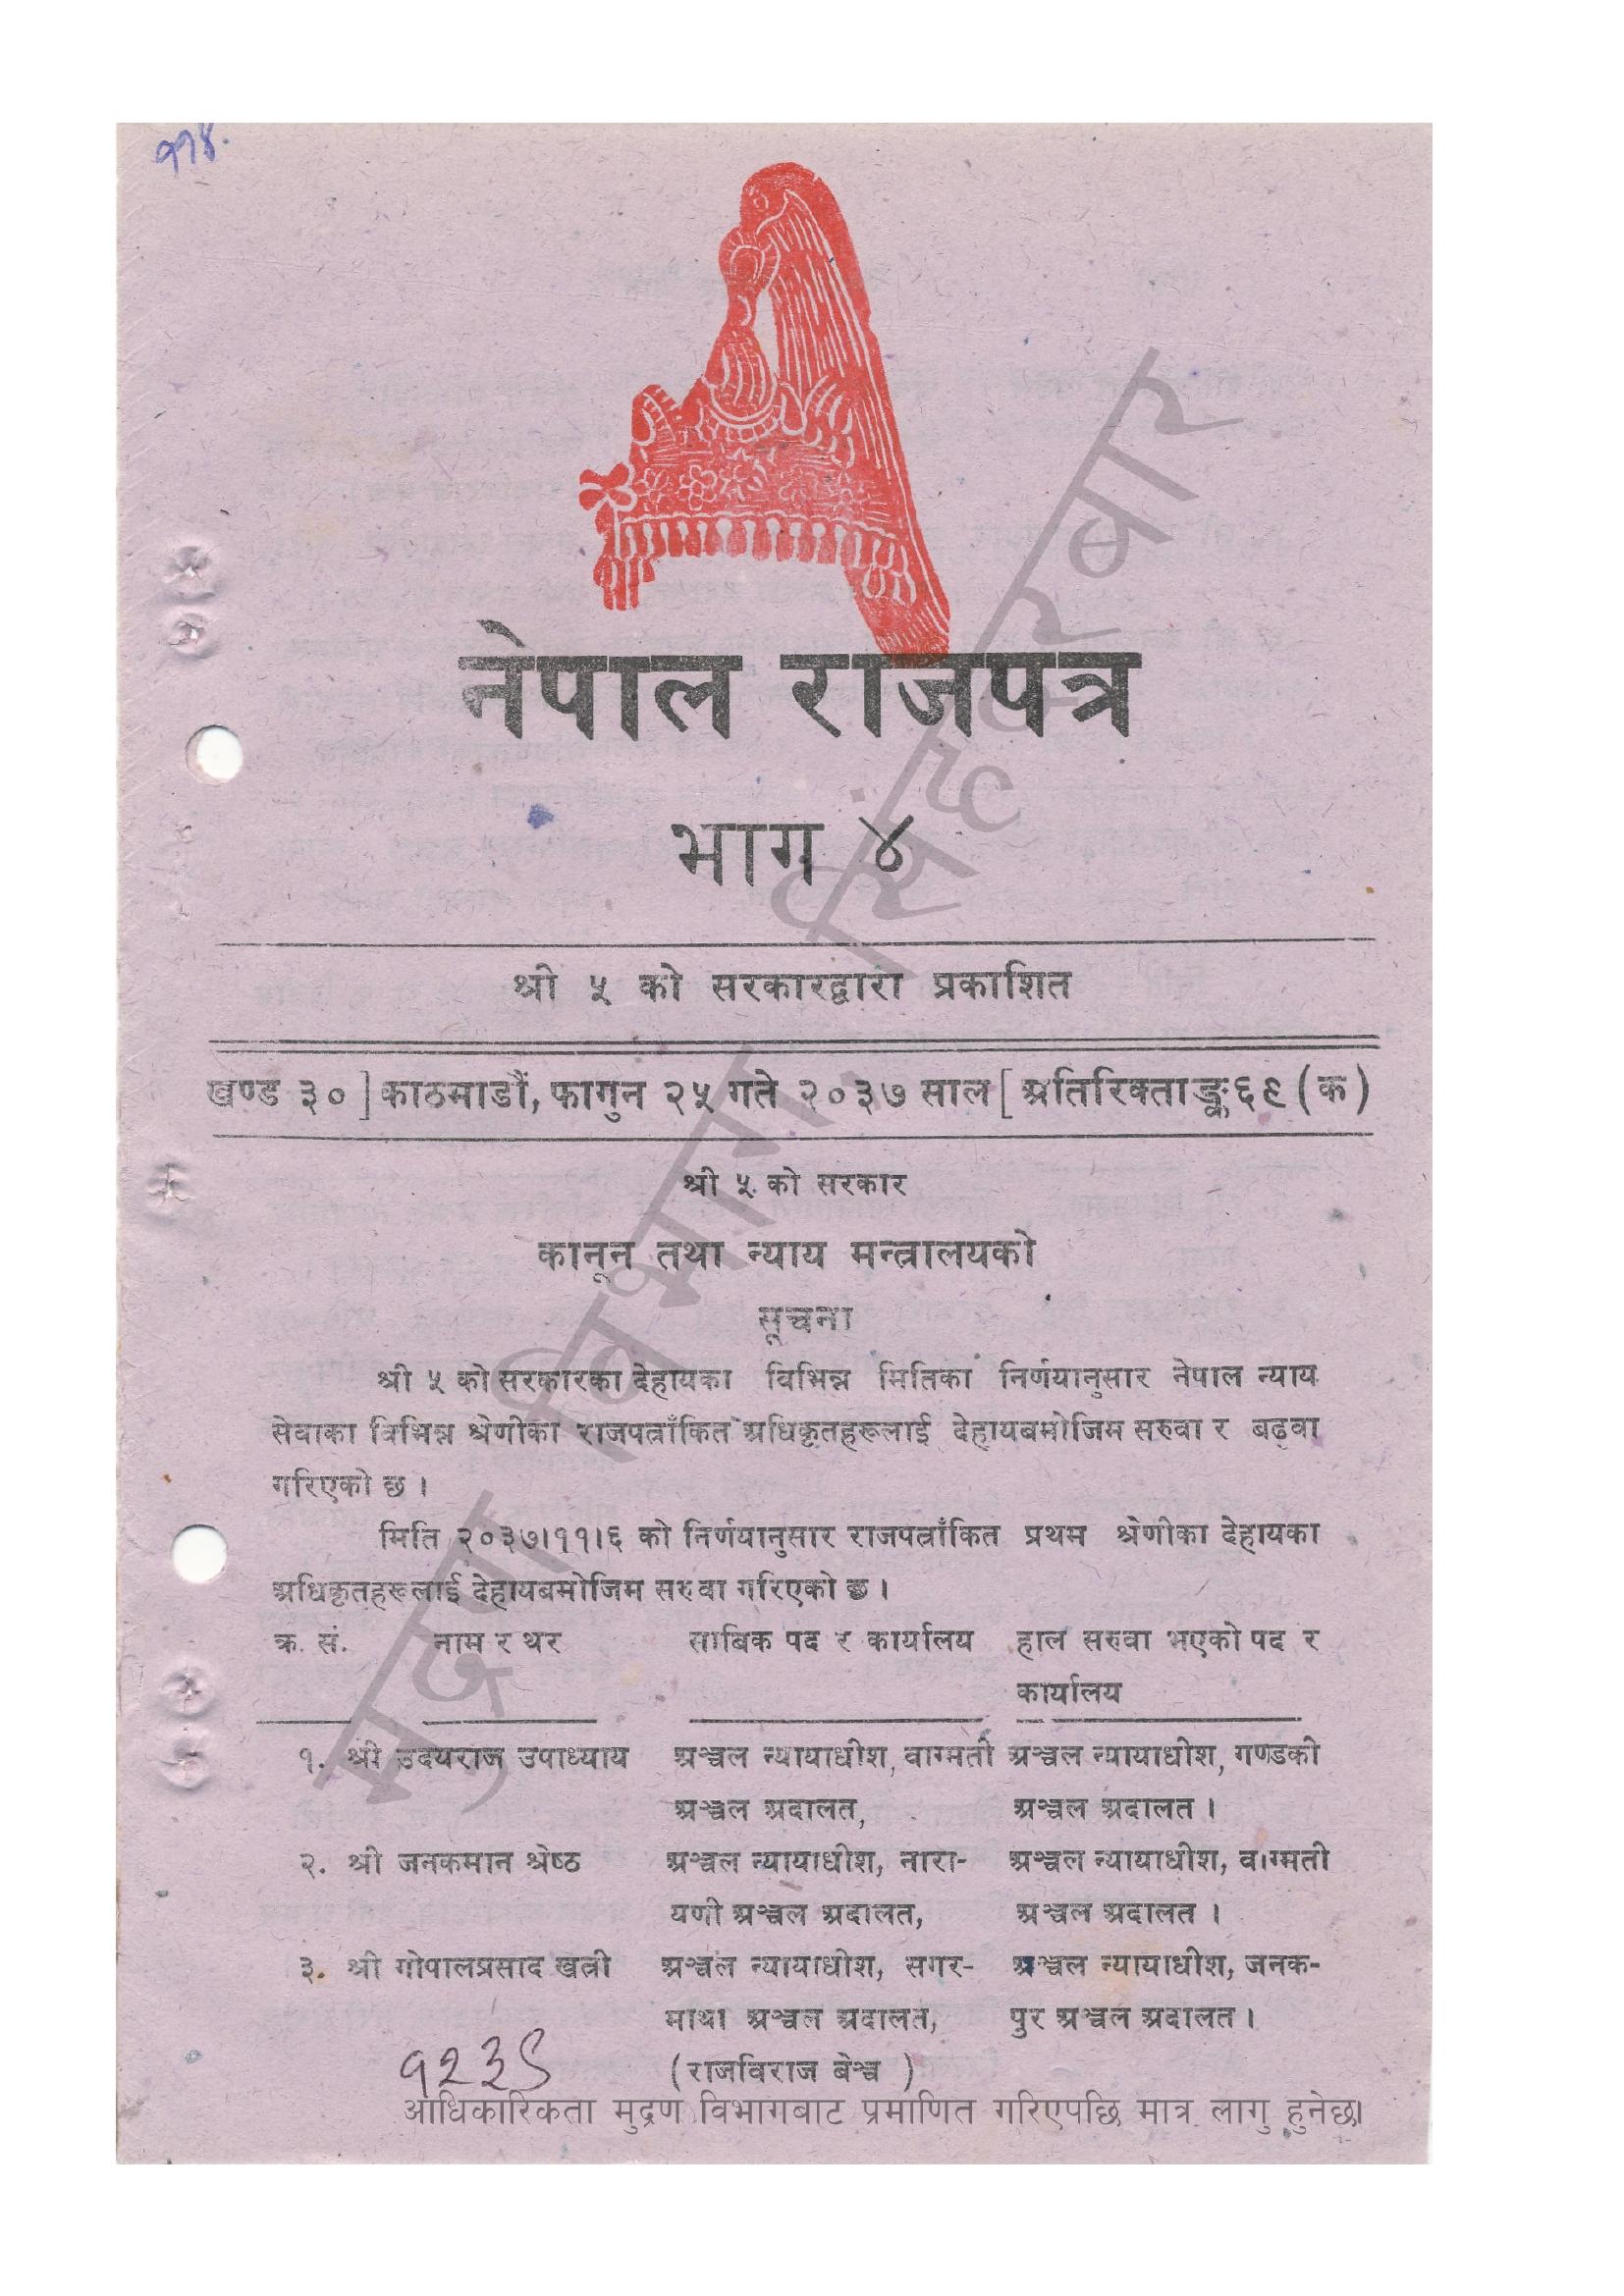 ११४.
नेपाल राजपत्र
भाग ४
श्री ५ को सरकारद्वारा प्रकाशित
खण्ड ३० ] काठमाडौं, फागुन २५ गते २०३७ साल [ अतिरिक्ताङ्क ६९ (क)
श्री ५ को सरकार
कानून तथा न्याय मन्त्रालयको
सूचना
श्री ५ को सरकारका देहायका विभिन्न मितिका निर्णयानुसार नेपाल न्याय
सेवाका विभिन्न श्रेणीका राजपत्राँकित अधिकृतहरूलाई देहायबमोजिम सरुवा र बढुवा
गरिएको छ ।
मिति २०३७।११।६ को निर्णयानुसार राजपत्राँकित प्रथम श्रेणीका देहायका
अधिकृतहरूलाई देहायबमोजिम सरुवा गरिएको छ ।
क्र. सं. नाम र थर साबिक पद र कार्यालय हाल सरुवा भएको पद र
कार्यालय
१. श्री उदयराज उपाध्याय अञ्चल न्यायाधीश, वाग्मती अञ्चल न्यायाधीश, गण्डकी
अञ्चल अदालत, अञ्चल अदालत ।
२. श्री जनकमान श्रेष्ठ अञ्चल न्यायाधीश, नारा- अञ्चल न्यायाधीश, वाग्मती
यणी अञ्चल अदालत, अञ्चल अदालत ।
३. श्री गोपालप्रसाद खत्री अञ्चल न्यायाधीश, सगर- अञ्चल न्यायाधीश, जनक-
माथा अञ्चल अदालत, पुर अञ्चल अदालत ।
(राजविराज बेञ्च )
१२३९
आधिकारिकता मुद्रण विभागबाट प्रमाणित गरिएपछि मात्र लागु हुनेछ।
मुद्रण विभाग, सिंहदरबार